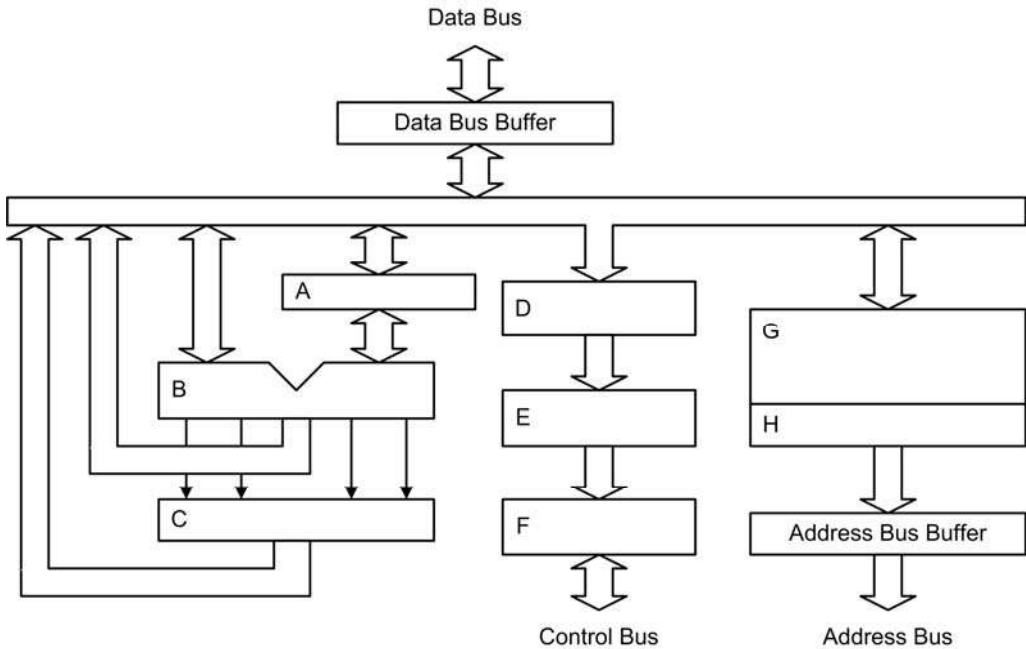 Data Bus
Data Bus Buffer
A
B
C
D
E
F
G
H
Address Bus Buffer
Control Bus
Address Bus